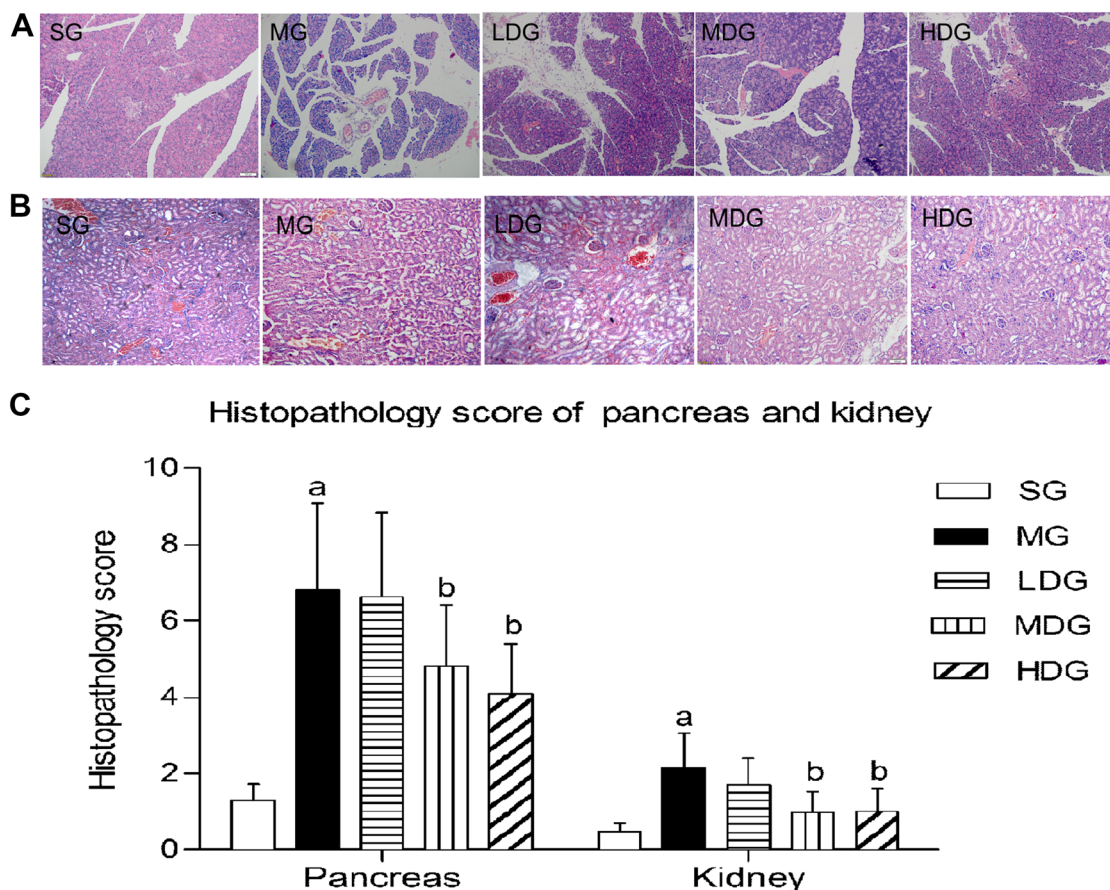 A
SG MG LDG MDG HDG
B
SG MG LDG MDG HDG
C
Histopathology score of pancreas and kidney
Histopathology score
10
8
6
4
2
0
a
b
b
a
b
b
Pancreas Kidney
SG
MG
LDG
MDG
HDG